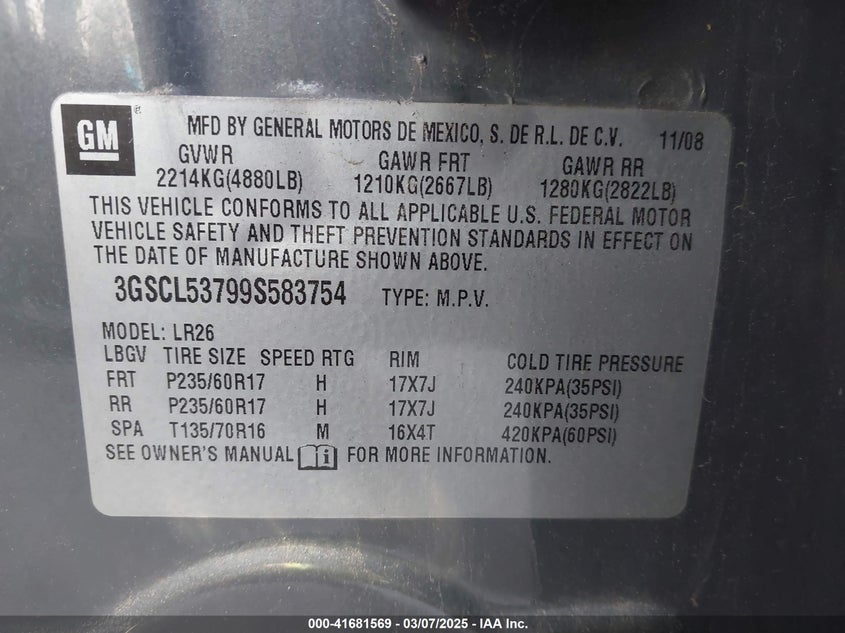 GM ® MFD BY GENERAL MOTORS DE MEXICO, S. DE R.L. DE C.V. 11/08
GVWR GAWR FRT GAWR RR
2214KG(4880LB) 1210KG(2667LB) 1280KG(2822LB)
THIS VEHICLE CONFORMS TO ALL APPLICABLE U.S. FEDERAL MOTOR
VEHICLE SAFETY AND THEFT PREVENTION STANDARDS IN EFFECT ON
THE DATE OF MANUFACTURE SHOWN ABOVE.
3GSCL53799S583754 TYPE: M.P.V.
MODEL: LR26
LBGV TIRE SIZE SPEED RTG RIM COLD TIRE PRESSURE
FRT P235/60R17 H 17X7J 240KPA(35PSI)
RR P235/60R17 H 17X7J 240KPA(35PSI)
SPA T135/70R16 M 16X4T 420KPA(60PSI)
SEE OWNER'S MANUAL i FOR MORE INFORMATION.
000-41681569 — 03/07/2025 — IAA Inc.